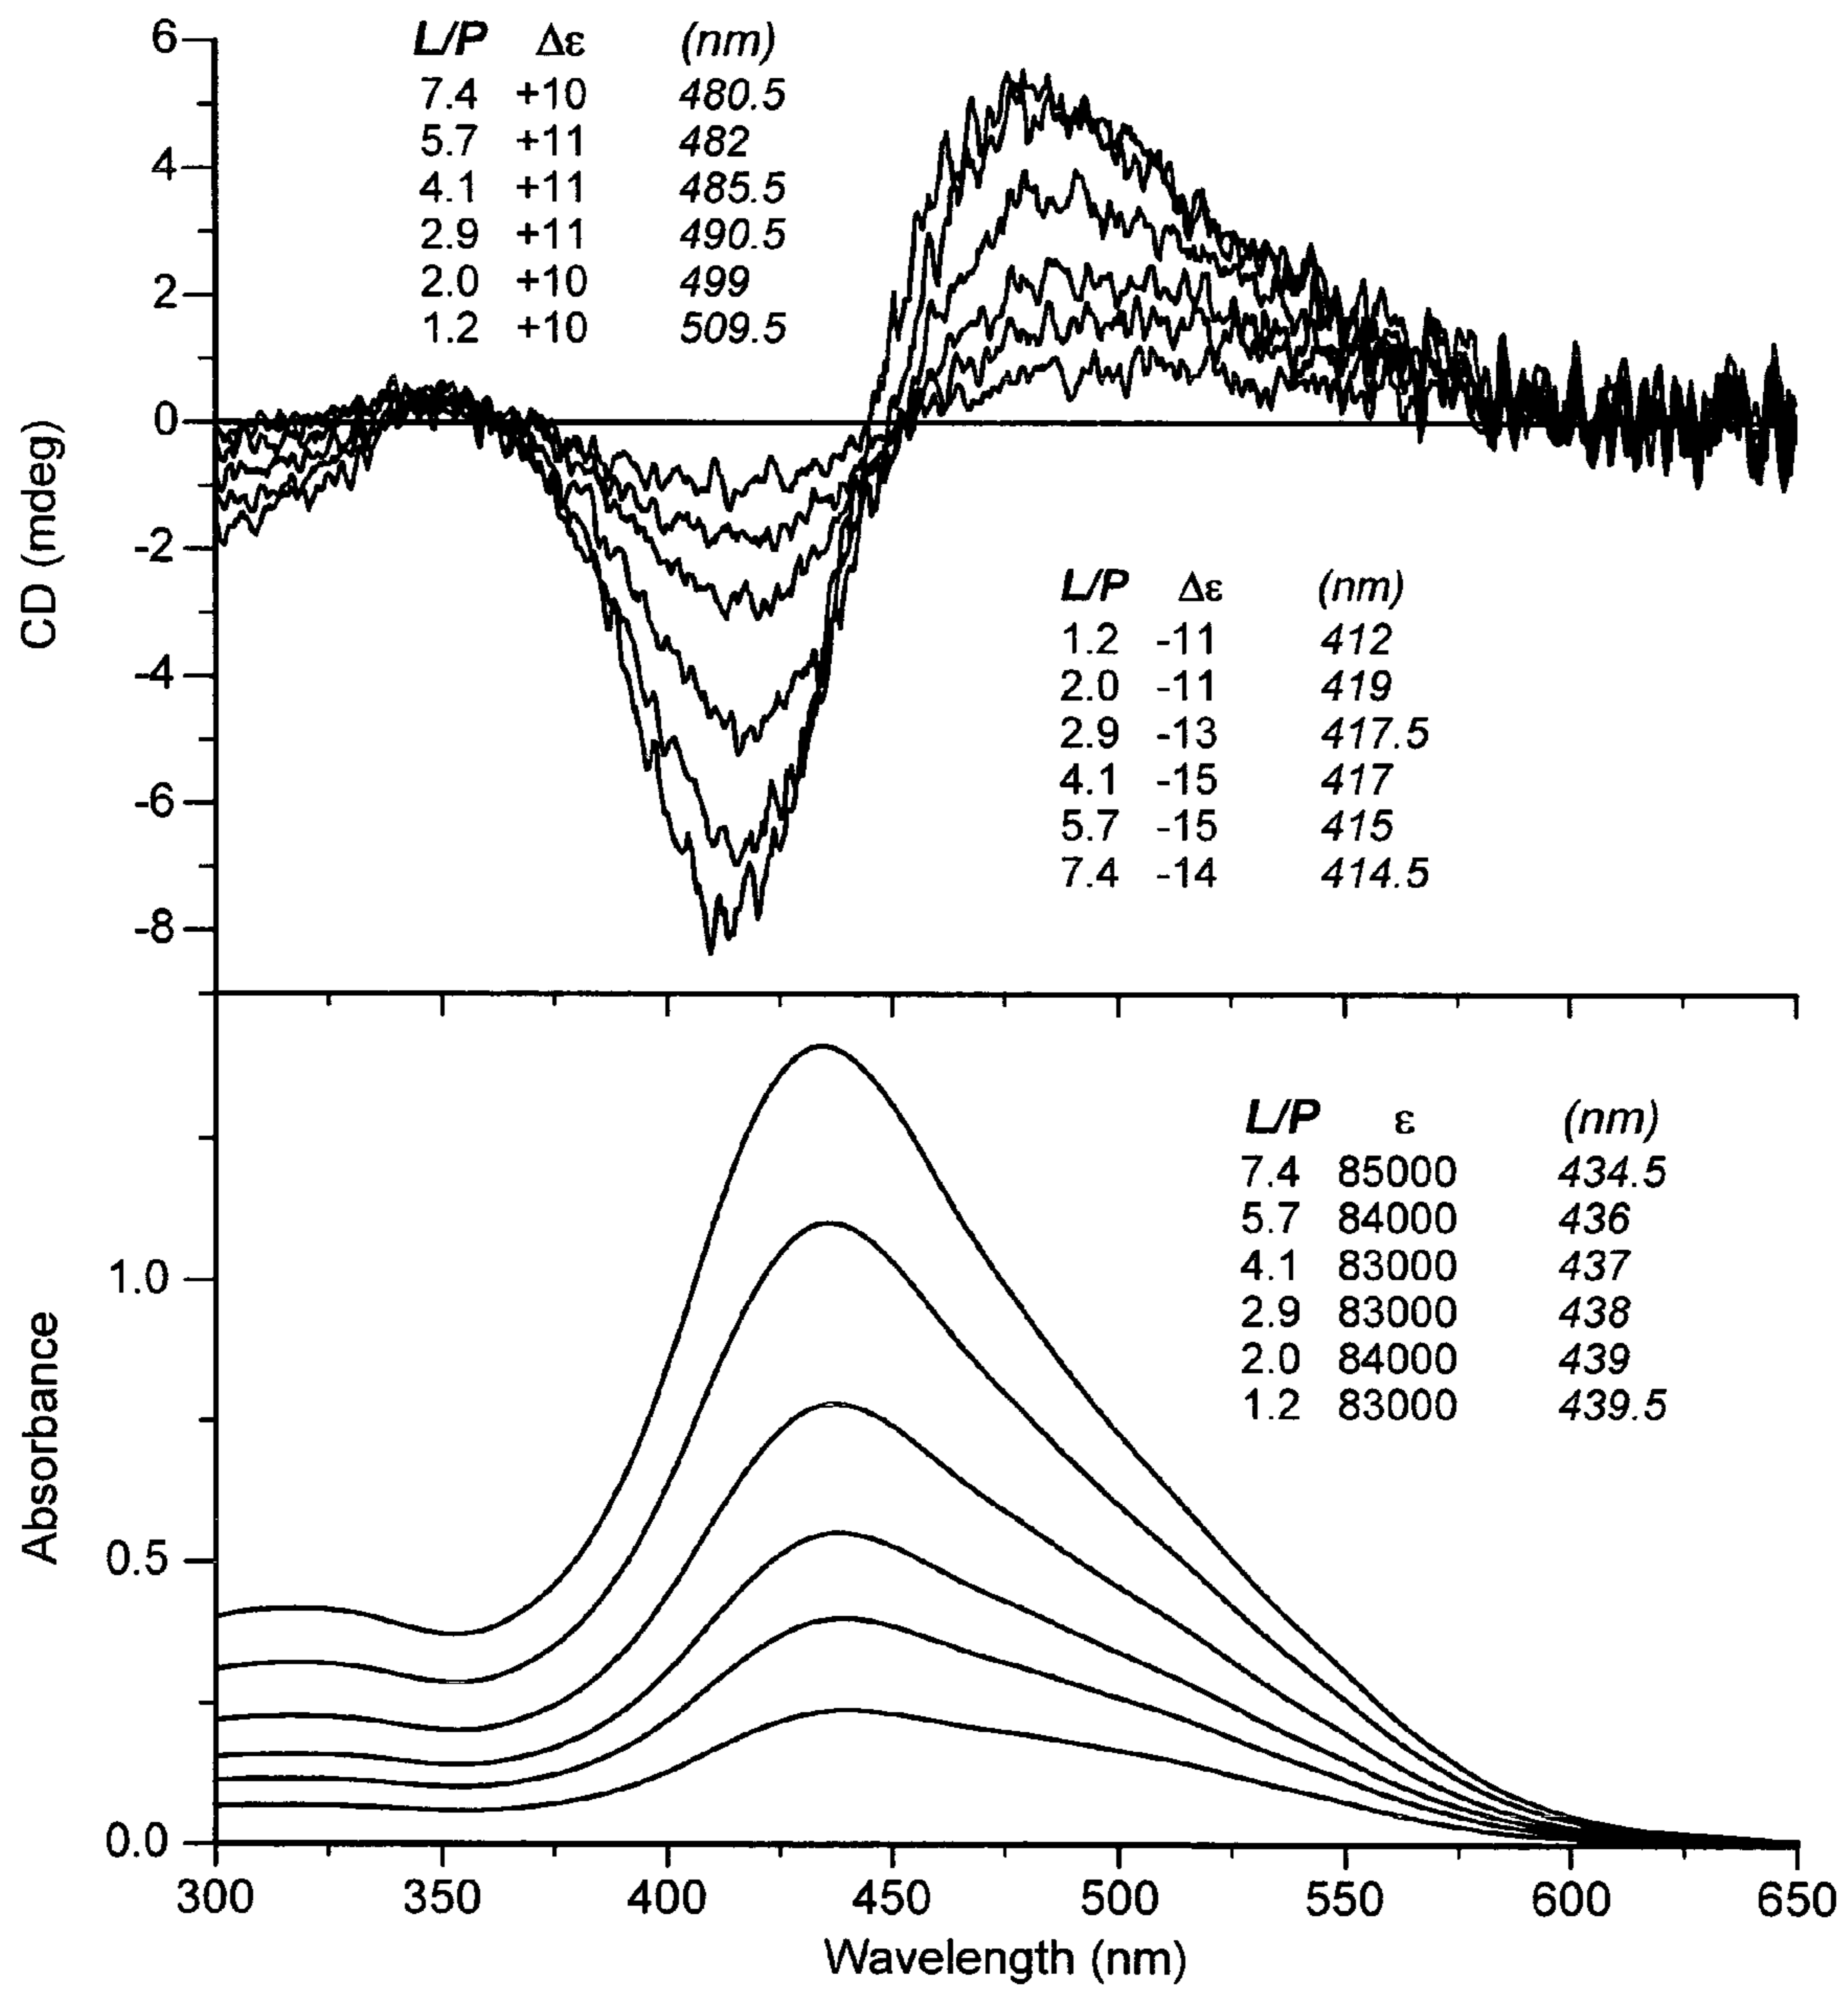 L/P Δε (nm)
7.4 +10 480.5
5.7 +11 482
4.1 +11 485.5
2.9 +11 490.5
2.0 +10 499
1.2 +10 509.5
6
4
2
0
-2
-4
-6
-8
CD (mdeg)
L/P Δε (nm)
1.2 -11 412
2.0 -11 419
2.9 -13 417.5
4.1 -15 417
5.7 -15 415
7.4 -14 414.5
L/P ε (nm)
7.4 85000 434.5
5.7 84000 436
4.1 83000 437
2.9 83000 438
2.0 84000 439
1.2 83000 439.5
1.0
0.5
0.0
Absorbance
300 350 400 450 500 550 600 650
Wavelength (nm)